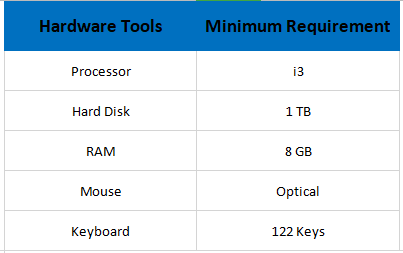 Hardware Tools Minimum Requirement
Processor i3
Hard Disk 1 TB
RAM 8 GB
Mouse Optical
Keyboard 122 Keys